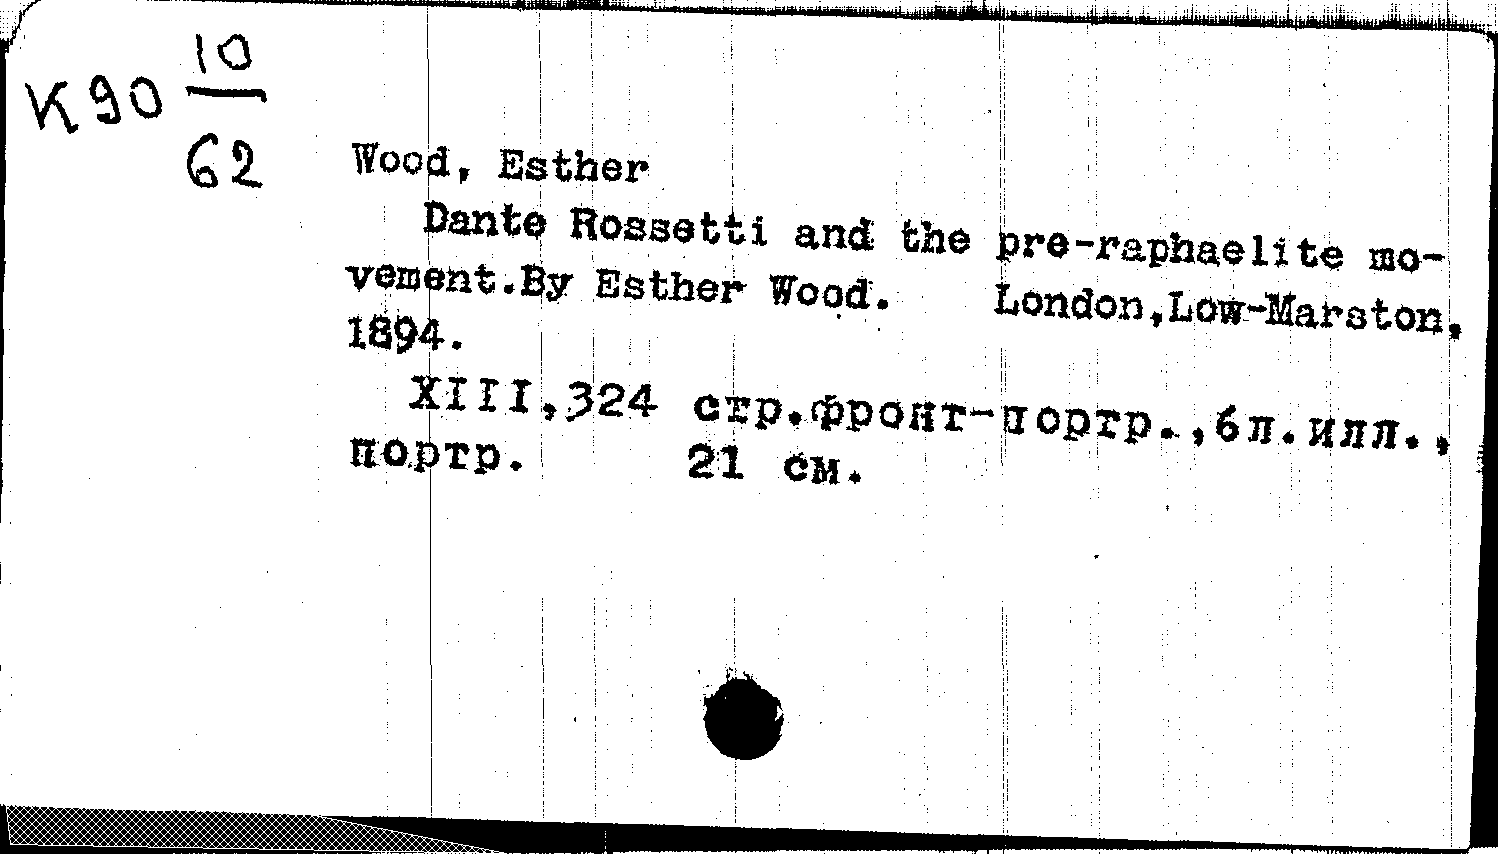 К90 10
62
Wood, Esther
Dante Rossetti and the pre-raphaelite mo-
vement.By Esther Wood. London,Low-Marston,
1894.
XIII,324 стр.фронт-портр.,6л.илл.,
портр. 21 см.